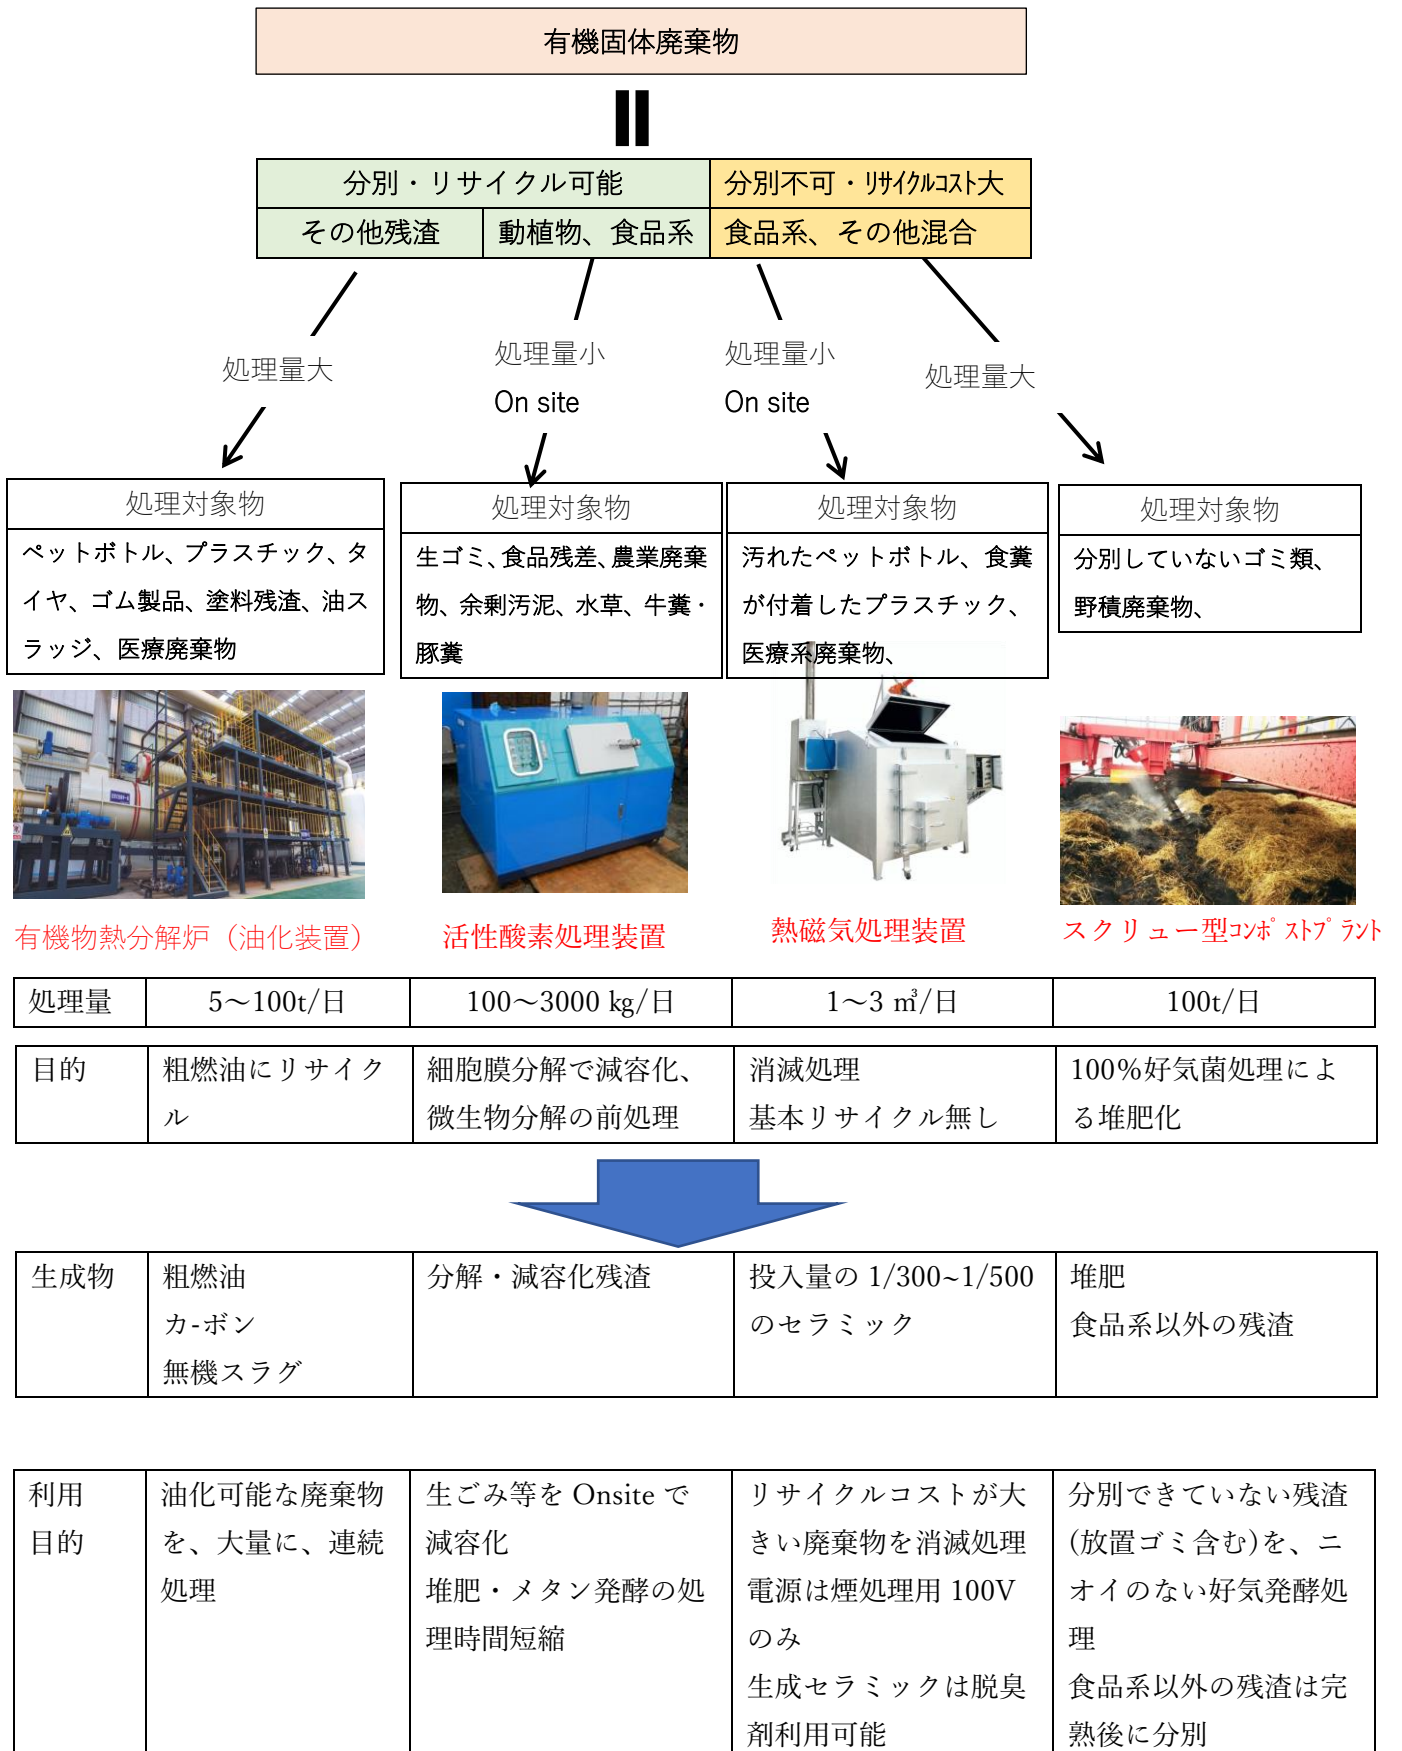 有機固体廃棄物
分別・リサイクル可能
分別不可・ﾘｻｲｸﾙｺｽﾄ大
その他残渣
動植物、食品系
食品系、その他混合
処理量大
処理量小
On site
処理量小
On site
処理量大
処理対象物
ペットボトル、プラスチック、タ
イヤ、ゴム製品、塗料残渣、油ス
ラッジ、医療廃棄物
処理対象物
生ゴミ、食品残差、農業廃棄
物、余剰汚泥、水草、牛糞・
豚糞
処理対象物
汚れたペットボトル、食糞
が付着したプラスチック、
医療系廃棄物、
処理対象物
分別していないゴミ類、
野積廃棄物、
有機物熱分解炉（油化装置）
活性酸素処理装置
熱磁気処理装置
スクリュー型ｺﾝﾎﾟｽﾄﾌﾟﾗﾝﾄ
処理量
5～100t/日
100～3000 ㎏/日
1～3 ㎥/日
100t/日
目的
粗燃油にリサイク
ル
細胞膜分解で減容化、
微生物分解の前処理
消滅処理
基本リサイクル無し
100％好気菌処理によ
る堆肥化
生成物
粗燃油
カ-ボン
無機スラグ
分解・減容化残渣
投入量の 1/300~1/500
のセラミック
堆肥
食品系以外の残渣
利用
目的
油化可能な廃棄物
を、大量に、連続
処理
生ごみ等を Onsite で
減容化
堆肥・メタン発酵の処
理時間短縮
リサイクルコストが大
きい廃棄物を消滅処理
電源は煙処理用 100V
のみ
生成セラミックは脱臭
剤利用可能
分別できていない残渣
(放置ゴミ含む)を、ニ
オイのない好気発酵処
理
食品系以外の残渣は完
熟後に分別